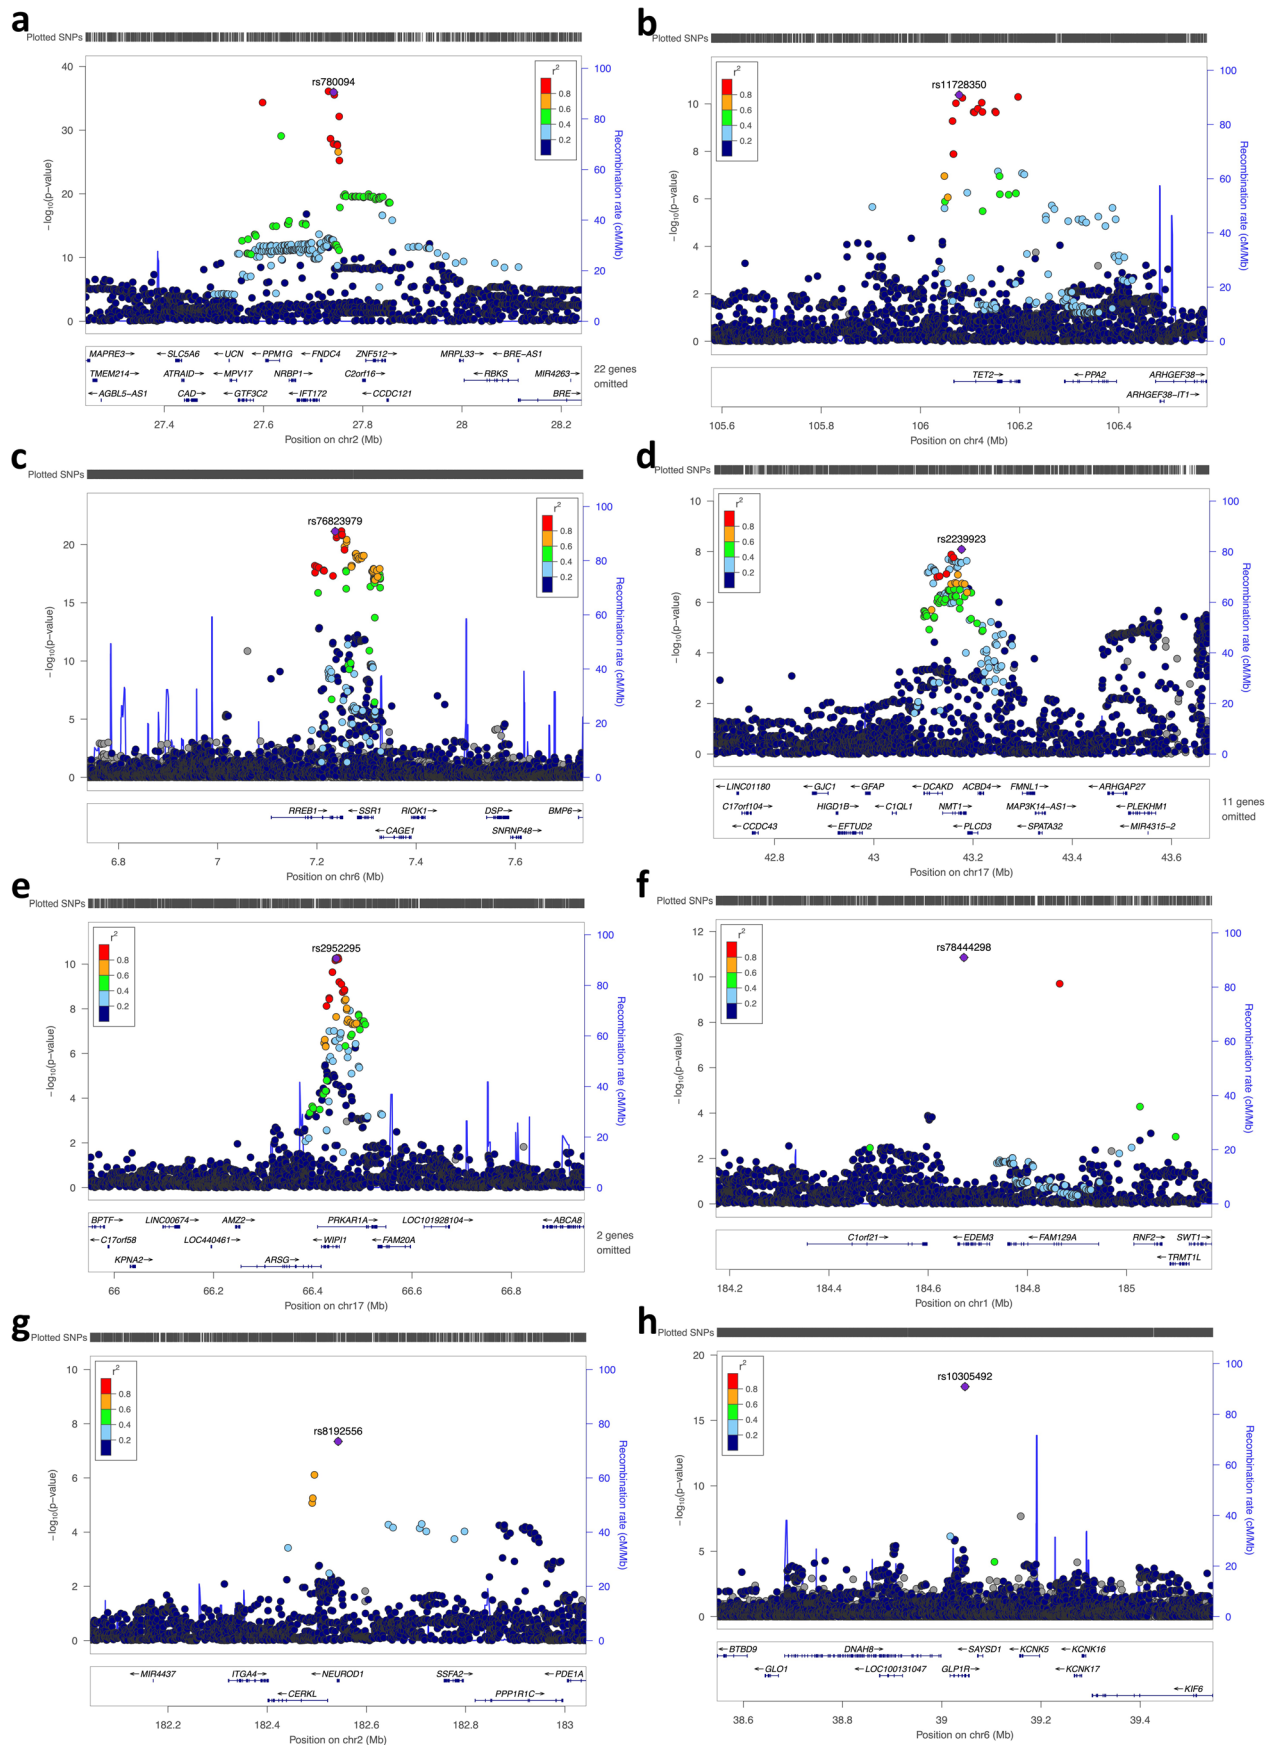 a
Plotted SNPs
rs780094
r²
0.8
0.6
0.4
0.2
−log₁₀(p−value)
0
10
20
30
40
Recombination rate (cM/Mb)
0
20
40
60
80
100
MAPRE3→ ←SLC5A6 ←UCN ←PPM1G ←FNDC4 ZNF512→ MRPL33→ ←BRE−AS1
TMEM214→ ATRAID→ ←MPV17 NRBP1→ C2orf16→ ←RBKS MIR4263→
←AGBL5−AS1 CAD→ ←GTF3C2 ←IFT172 ←CCDC121 BRE←
22 genes
omitted
27.4 27.6 27.8 28 28.2
Position on chr2 (Mb)
b
Plotted SNPs
rs11728350
r²
0.8
0.6
0.4
0.2
−log₁₀(p−value)
0
2
4
6
8
10
Recombination rate (cM/Mb)
0
20
40
60
80
100
TET2→ ←PPA2 ARHGEF38→
ARHGEF38−IT1→
105.6 105.8 106 106.2 106.4
Position on chr4 (Mb)
c
Plotted SNPs
rs76823979
r²
0.8
0.6
0.4
0.2
−log₁₀(p−value)
0
5
10
15
20
Recombination rate (cM/Mb)
0
20
40
60
80
100
RREB1→ ←SSR1 RIOK1→ DSP→ BMP6→
←CAGE1 SNRNP48→
6.8 7 7.2 7.4 7.6
Position on chr6 (Mb)
d
Plotted SNPs
rs2239923
r²
0.8
0.6
0.4
0.2
−log₁₀(p−value)
0
2
4
6
8
10
Recombination rate (cM/Mb)
0
20
40
60
80
100
←LINC01180 ←GJC1 ←GFAP ←DCAKD ACBD4→ FMNL1→ ←ARHGAP27
C17orf104→ HIGD1B→ ←C1QL1 NMT1→ MAP3K14−AS1→ ←PLEKHM1
←CCDC43 ←EFTUD2 ←PLCD3 ←SPATA32 ←MIR4315−2
11 genes
omitted
42.8 43 43.2 43.4 43.6
Position on chr17 (Mb)
e
Plotted SNPs
rs2952295
r²
0.8
0.6
0.4
0.2
−log₁₀(p−value)
0
2
4
6
8
10
Recombination rate (cM/Mb)
0
20
40
60
80
100
BPTF→ LINC00674→ AMZ2→ PRKAR1A→ LOC101928104→ ←ABCA8
←C17orf58 LOC440461→ ←WIPI1 ←FAM20A
KPNA2→ ARSG→
2 genes
omitted
66 66.2 66.4 66.6 66.8
Position on chr17 (Mb)
f
Plotted SNPs
rs78444298
r²
0.8
0.6
0.4
0.2
−log₁₀(p−value)
0
2
4
6
8
10
12
Recombination rate (cM/Mb)
0
20
40
60
80
100
C1orf21→ ←EDEM3 ←FAM129A RNF2→ SWT1→
←TRMT1L
184.2 184.4 184.6 184.8 185
Position on chr1 (Mb)
g
Plotted SNPs
rs8192556
r²
0.8
0.6
0.4
0.2
−log₁₀(p−value)
0
2
4
6
8
10
Recombination rate (cM/Mb)
0
20
40
60
80
100
←MIR4437 ITGA4→ ←NEUROD1 SSFA2→ ←PDE1A
←CERKL PPP1R1C→
182.2 182.4 182.6 182.8 183
Position on chr2 (Mb)
h
Plotted SNPs
rs10305492
r²
0.8
0.6
0.4
0.2
−log₁₀(p−value)
0
5
10
15
20
Recombination rate (cM/Mb)
0
20
40
60
80
100
←BTBD9 DNAH8→ ←SAYSD1 ←KCNK5 ←KCNK16
←GLO1 ←LOC100131047 GLP1R→ ←KCNK17
←KIF6
38.6 38.8 39 39.2 39.4
Position on chr6 (Mb)